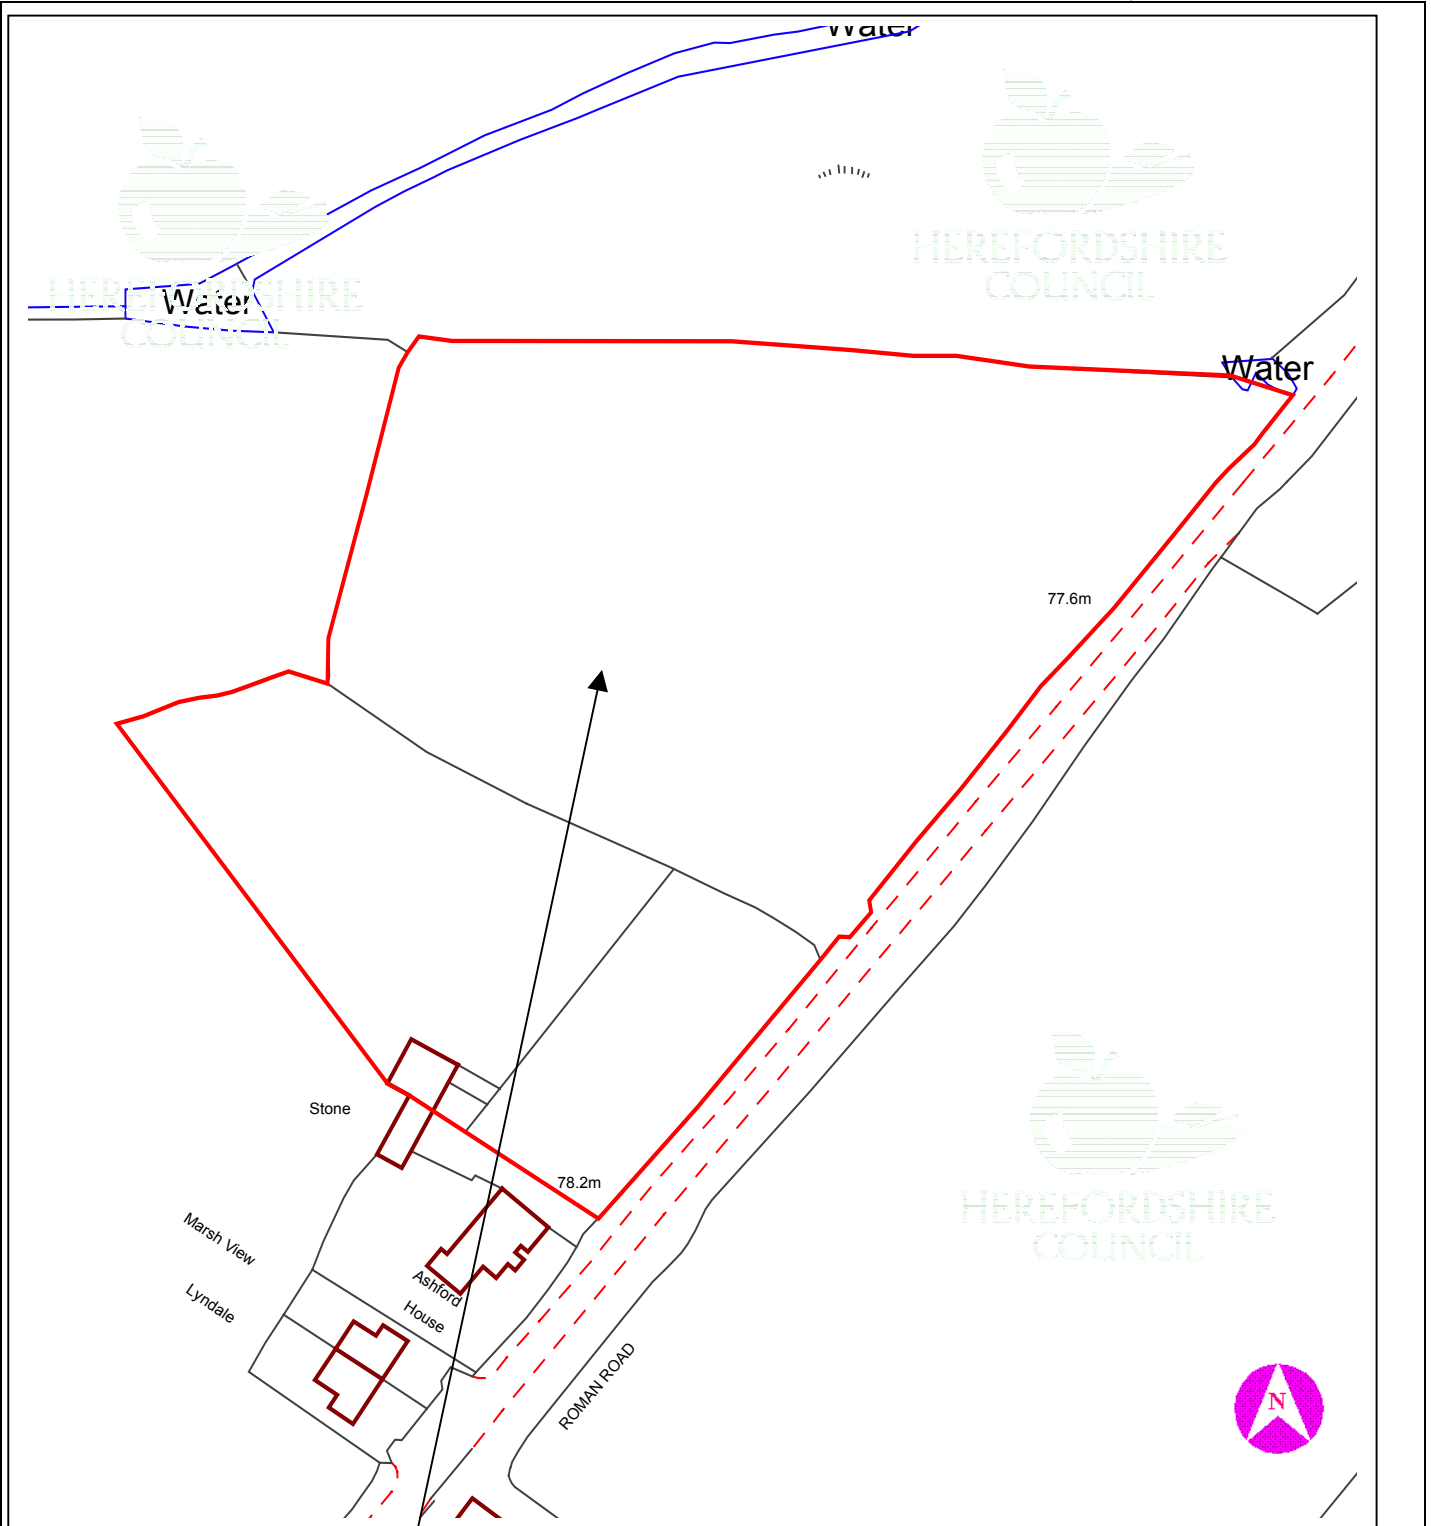 Water
HEREFORDSHIRE
COUNCIL
HEREFORDSHIRE
COUNCIL
Water
Water
77.6m
Stone
78.2m
HEREFORDSHIRE
COUNCIL
Marsh View
Lyndale
Ashford
House
ROMAN ROAD
N